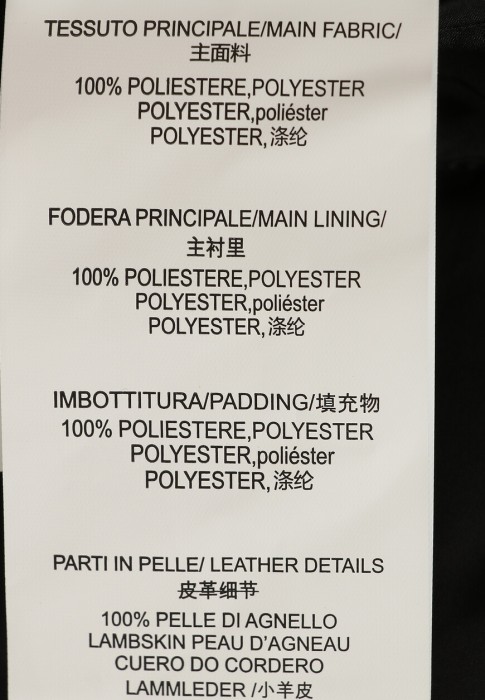 TESSUTO PRINCIPALE/MAIN FABRIC/
主面料
100% POLIESTERE,POLYESTER
POLYESTER,poliéster
POLYESTER,涤纶
FODERA PRINCIPALE/MAIN LINING/
主衬里
100% POLIESTERE,POLYESTER
POLYESTER,poliéster
POLYESTER,涤纶
IMBOTTITURA/PADDING/填充物
100% POLIESTERE,POLYESTER
POLYESTER,poliéster
POLYESTER,涤纶
PARTI IN PELLE/ LEATHER DETAILS
皮革细节
100% PELLE DI AGNELLO
LAMBSKIN PEAU D'AGNEAU
CUERO DO CORDERO
LAMMLEDER /小羊皮